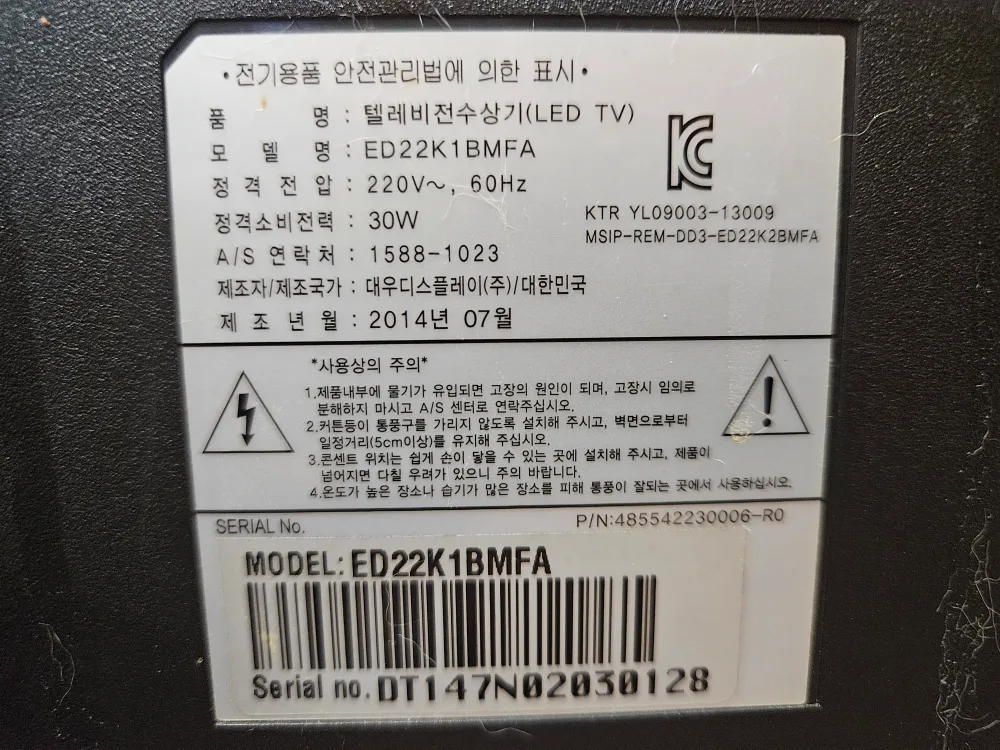 •전기용품 안전관리법에 의한 표시•
품 명 : 텔레비전수상기(LED TV)
모 델 명 : ED22K1BMFA
정 격 전 압 : 220V~, 60Hz
정격소비전력 : 30W
A/S 연락처 : 1588-1023
제조자/제조국가 : 대우디스플레이(주)/대한민국
제 조 년 월 : 2014년 07월
KTR YL09003-13009
MSIP-REM-DD3-ED22K2BMFA
*사용상의 주의*
1.제품내부에 물기가 유입되면 고장의 원인이 되며, 고장시 임의로
분해하지 마시고 A/S 센터로 연락주십시오.
2.커튼등이 통풍구를 가리지 않도록 설치해 주시고, 벽면으로부터
일정거리(5cm이상)를 유지해 주십시오.
3.콘센트 위치는 쉽게 손이 닿을 수 있는 곳에 설치해 주시고, 제품이
넘어지면 다칠 우려가 있으니 주의 바랍니다.
4.온도가 높은 장소나 습기가 많은 장소를 피해 통풍이 잘되는 곳에서 사용하십시오.
SERIAL No.
P/N:485542230006-R0
MODEL: ED22K1BMFA
Serial no. DT147N02030128